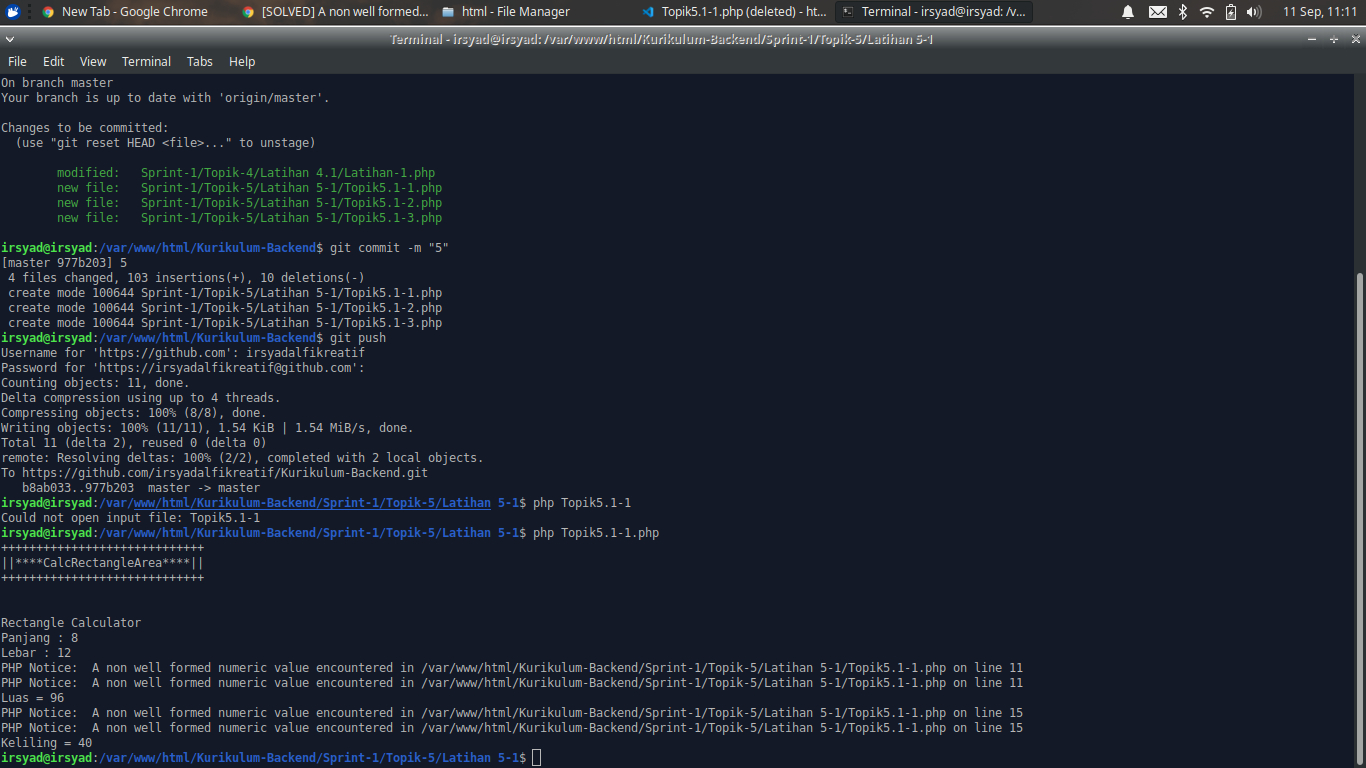 New Tab - Google Chrome
[SOLVED] A non well formed...
html - File Manager
Topik5.1-1.php (deleted) - ht...
Terminal - irsyad@irsyad: /v...
11 Sep, 11:11
Terminal - irsyad@irsyad: /var/www/html/Kurikulum-Backend/Sprint-1/Topik-5/Latihan 5-1
File Edit View Terminal Tabs Help
On branch master
Your branch is up to date with 'origin/master'.
Changes to be committed:
  (use "git reset HEAD <file>..." to unstage)
        modified:   Sprint-1/Topik-4/Latihan 4.1/Latihan-1.php
        new file:   Sprint-1/Topik-5/Latihan 5-1/Topik5.1-1.php
        new file:   Sprint-1/Topik-5/Latihan 5-1/Topik5.1-2.php
        new file:   Sprint-1/Topik-5/Latihan 5-1/Topik5.1-3.php
irsyad@irsyad:/var/www/html/Kurikulum-Backend$ git commit -m "5"
[master 977b203] 5
 4 files changed, 103 insertions(+), 10 deletions(-)
 create mode 100644 Sprint-1/Topik-5/Latihan 5-1/Topik5.1-1.php
 create mode 100644 Sprint-1/Topik-5/Latihan 5-1/Topik5.1-2.php
 create mode 100644 Sprint-1/Topik-5/Latihan 5-1/Topik5.1-3.php
irsyad@irsyad:/var/www/html/Kurikulum-Backend$ git push
Username for 'https://github.com': irsyadalfikreatif
Password for 'https://irsyadalfikreatif@github.com':
Counting objects: 11, done.
Delta compression using up to 4 threads.
Compressing objects: 100% (8/8), done.
Writing objects: 100% (11/11), 1.54 KiB | 1.54 MiB/s, done.
Total 11 (delta 2), reused 0 (delta 0)
remote: Resolving deltas: 100% (2/2), completed with 2 local objects.
To https://github.com/irsyadalfikreatif/Kurikulum-Backend.git
   b8ab033..977b203  master -> master
irsyad@irsyad:/var/www/html/Kurikulum-Backend/Sprint-1/Topik-5/Latihan 5-1$ php Topik5.1-1
Could not open input file: Topik5.1-1
irsyad@irsyad:/var/www/html/Kurikulum-Backend/Sprint-1/Topik-5/Latihan 5-1$ php Topik5.1-1.php
+++++++++++++++++++++++++++++
||****CalcRectangleArea****||
+++++++++++++++++++++++++++++
Rectangle Calculator
Panjang : 8
Lebar : 12
PHP Notice:  A non well formed numeric value encountered in /var/www/html/Kurikulum-Backend/Sprint-1/Topik-5/Latihan 5-1/Topik5.1-1.php on line 11
PHP Notice:  A non well formed numeric value encountered in /var/www/html/Kurikulum-Backend/Sprint-1/Topik-5/Latihan 5-1/Topik5.1-1.php on line 11
Luas = 96
PHP Notice:  A non well formed numeric value encountered in /var/www/html/Kurikulum-Backend/Sprint-1/Topik-5/Latihan 5-1/Topik5.1-1.php on line 15
PHP Notice:  A non well formed numeric value encountered in /var/www/html/Kurikulum-Backend/Sprint-1/Topik-5/Latihan 5-1/Topik5.1-1.php on line 15
Keliling = 40
irsyad@irsyad:/var/www/html/Kurikulum-Backend/Sprint-1/Topik-5/Latihan 5-1$